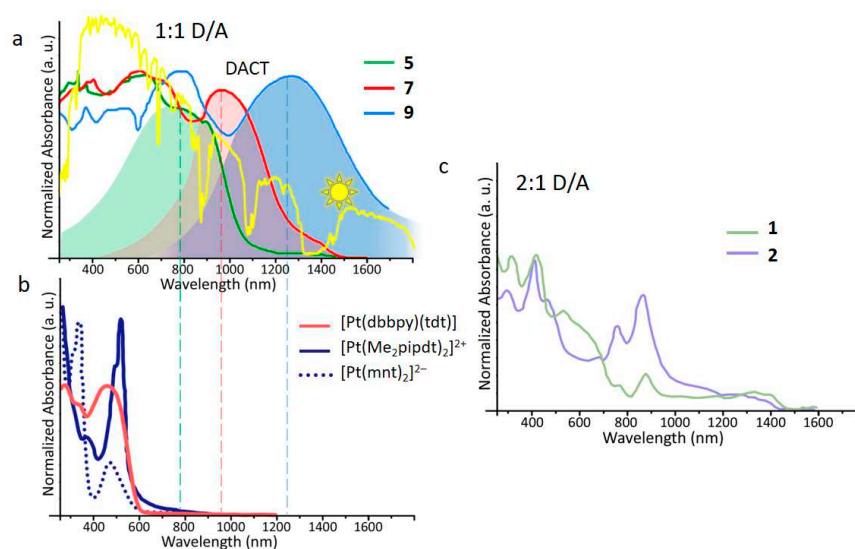 a
1:1 D/A
DACT
5
7
9
Normalized Absorbance (a. u.)
400 600 800 1000 1200 1400 1600
Wavelength (nm)
b
[Pt(dbbpy)(tdt)]
[Pt(Me₂pipdt)₂]²⁺
[Pt(mnt)₂]²⁻
Normalized Absorbance (a. u.)
400 600 800 1000 1200 1400 1600
Wavelength (nm)
c
2:1 D/A
1
2
Normalized Absorbance (a. u.)
400 600 800 1000 1200 1400 1600
Wavelength (nm)